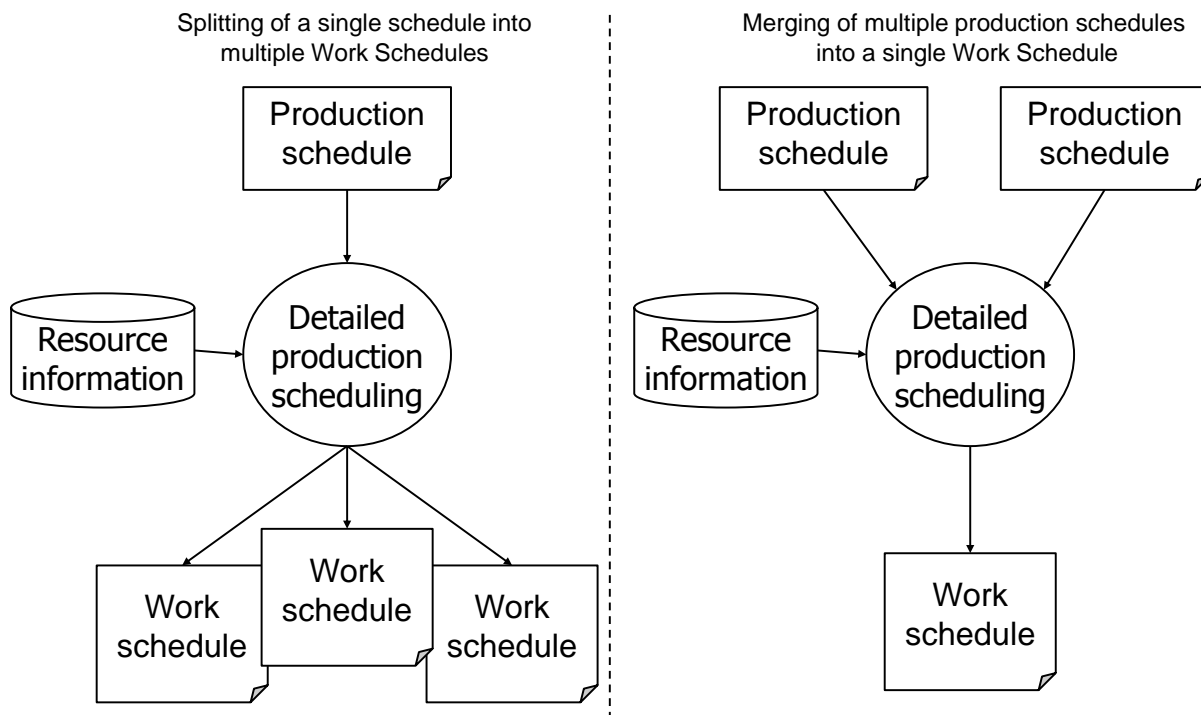 Splitting of a single schedule into
multiple Work Schedules
Production
schedule
Resource
information
Detailed
production
scheduling
Work
schedule
Work
schedule
Work
schedule
Merging of multiple production schedules
into a single Work Schedule
Production
schedule
Production
schedule
Resource
information
Detailed
production
scheduling
Work
schedule